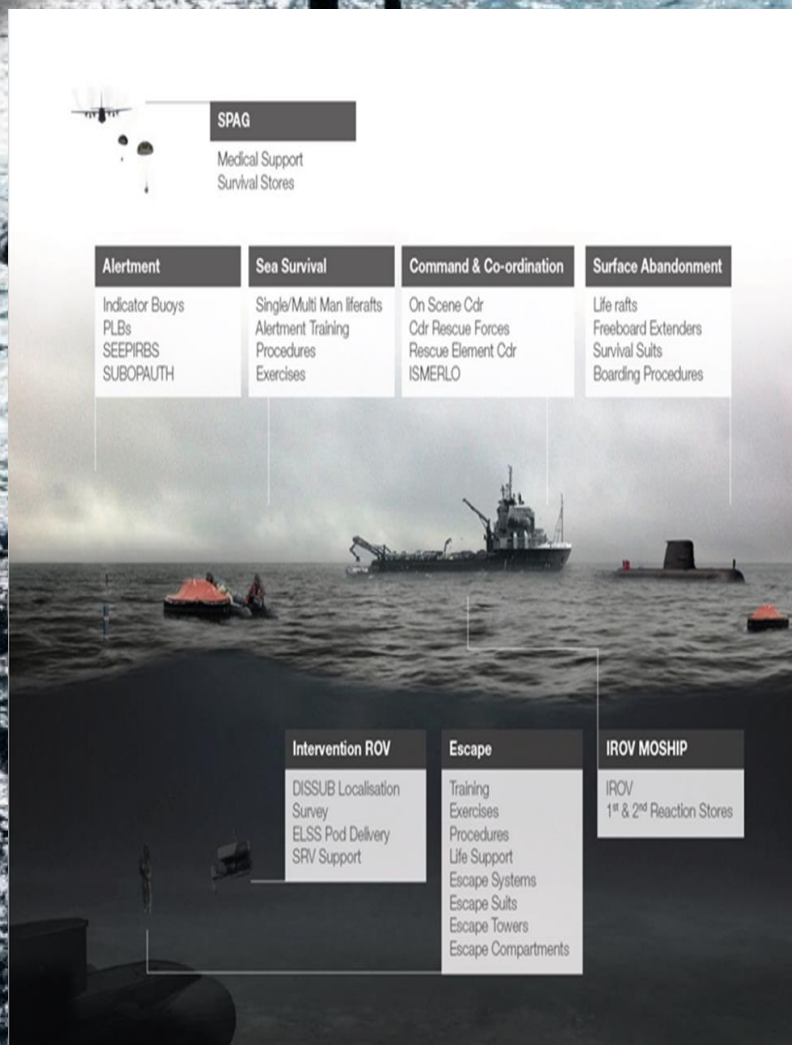 SPAG
Medical Support
Survival Stores
Alertment
Indicator Buoys
PLBs
SEEPIRBS
SUBOPAUTH
Sea Survival
Single/Multi Man liferafts
Alertment Training
Procedures
Exercises
Command & Co-ordination
On Scene Cdr
Cdr Rescue Forces
Rescue Element Cdr
ISMERLO
Surface Abandonment
Life rafts
Freeboard Extenders
Survival Suits
Boarding Procedures
Intervention ROV
DISSUB Localisation
Survey
ELSS Pod Delivery
SRV Support
Escape
Training
Exercises
Procedures
Life Support
Escape Systems
Escape Suits
Escape Towers
Escape Compartments
IROV MOSHIP
IROV
1st & 2nd Reaction Stores